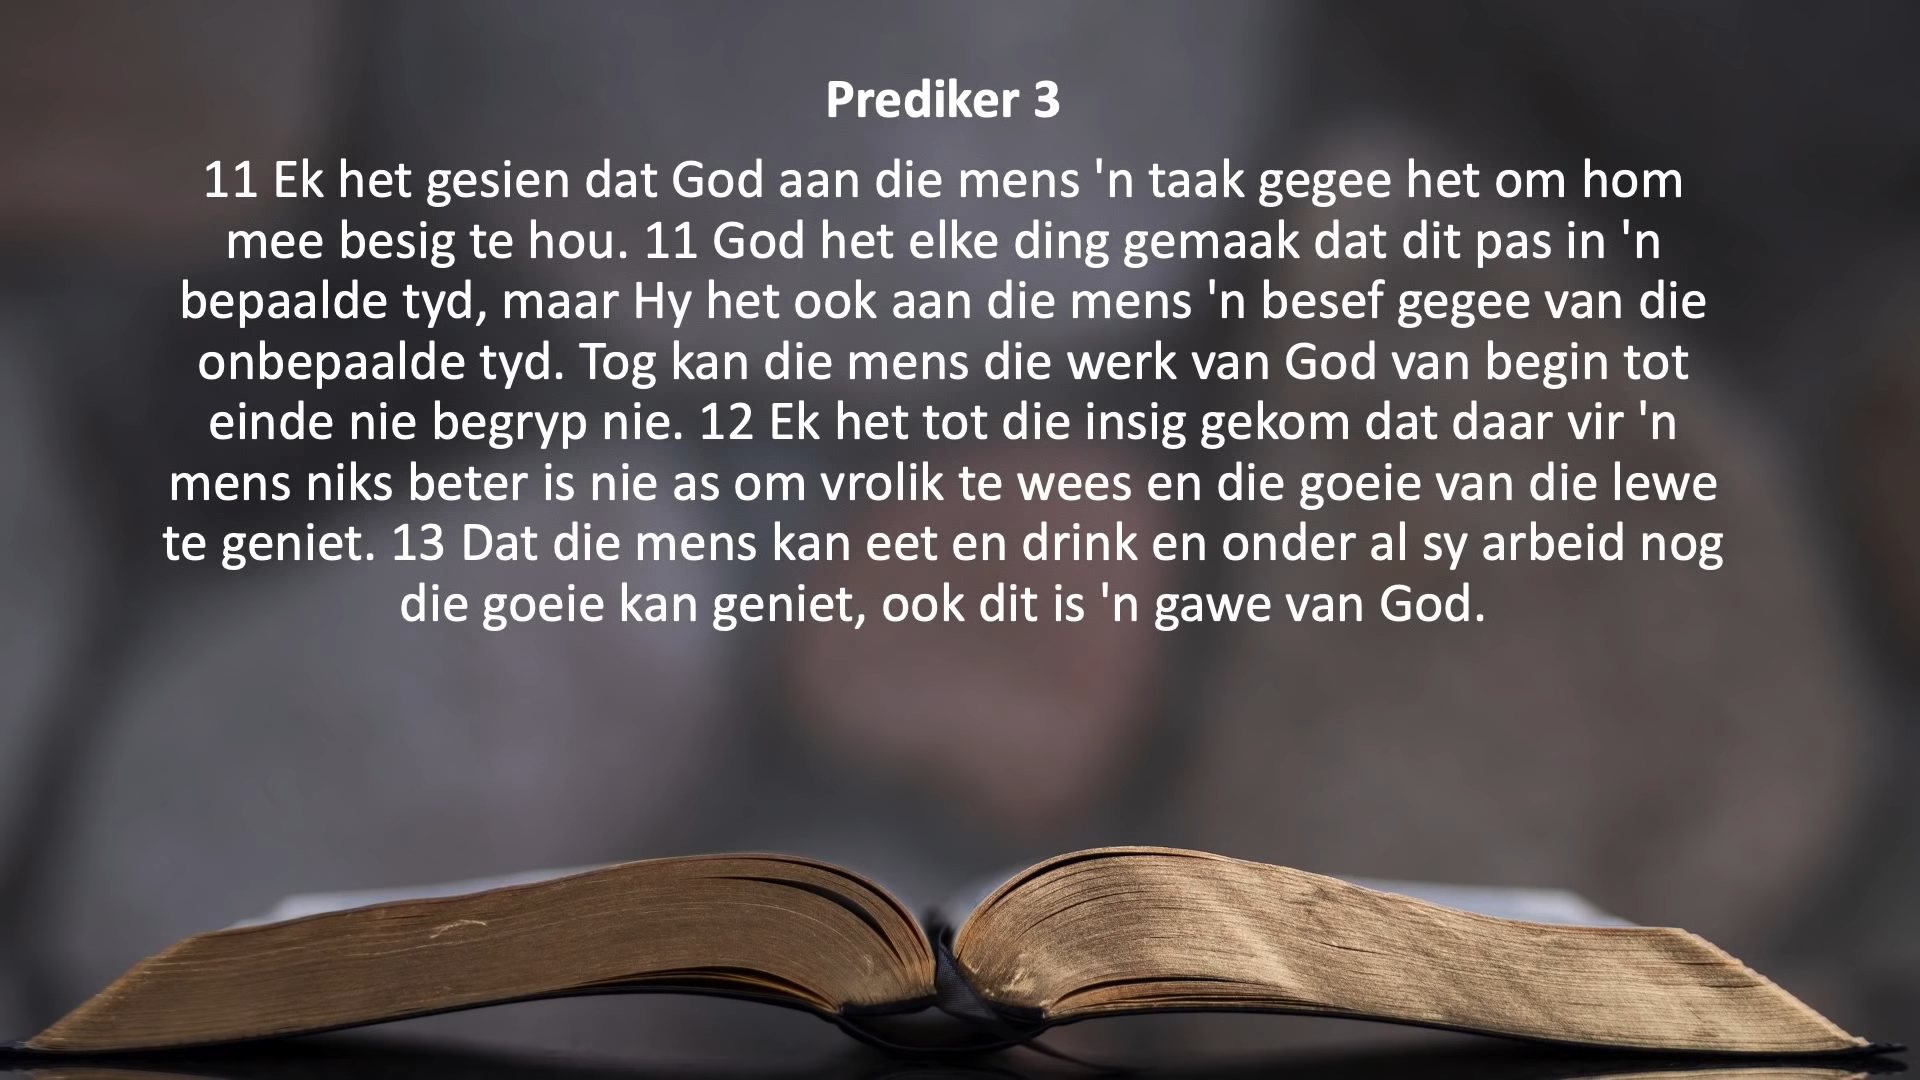 Prediker 3
11 Ek het gesien dat God aan die mens 'n taak gegee het om hom
mee besig te hou. 11 God het elke ding gemaak dat dit pas in 'n
bepaalde tyd, maar Hy het ook aan die mens 'n besef gegee van die
onbepaalde tyd. Tog kan die mens die werk van God van begin tot
einde nie begryp nie. 12 Ek het tot die insig gekom dat daar vir 'n
mens niks beter is nie as om vrolik te wees en die goeie van die lewe
te geniet. 13 Dat die mens kan eet en drink en onder al sy arbeid nog
die goeie kan geniet, ook dit is 'n gawe van God.